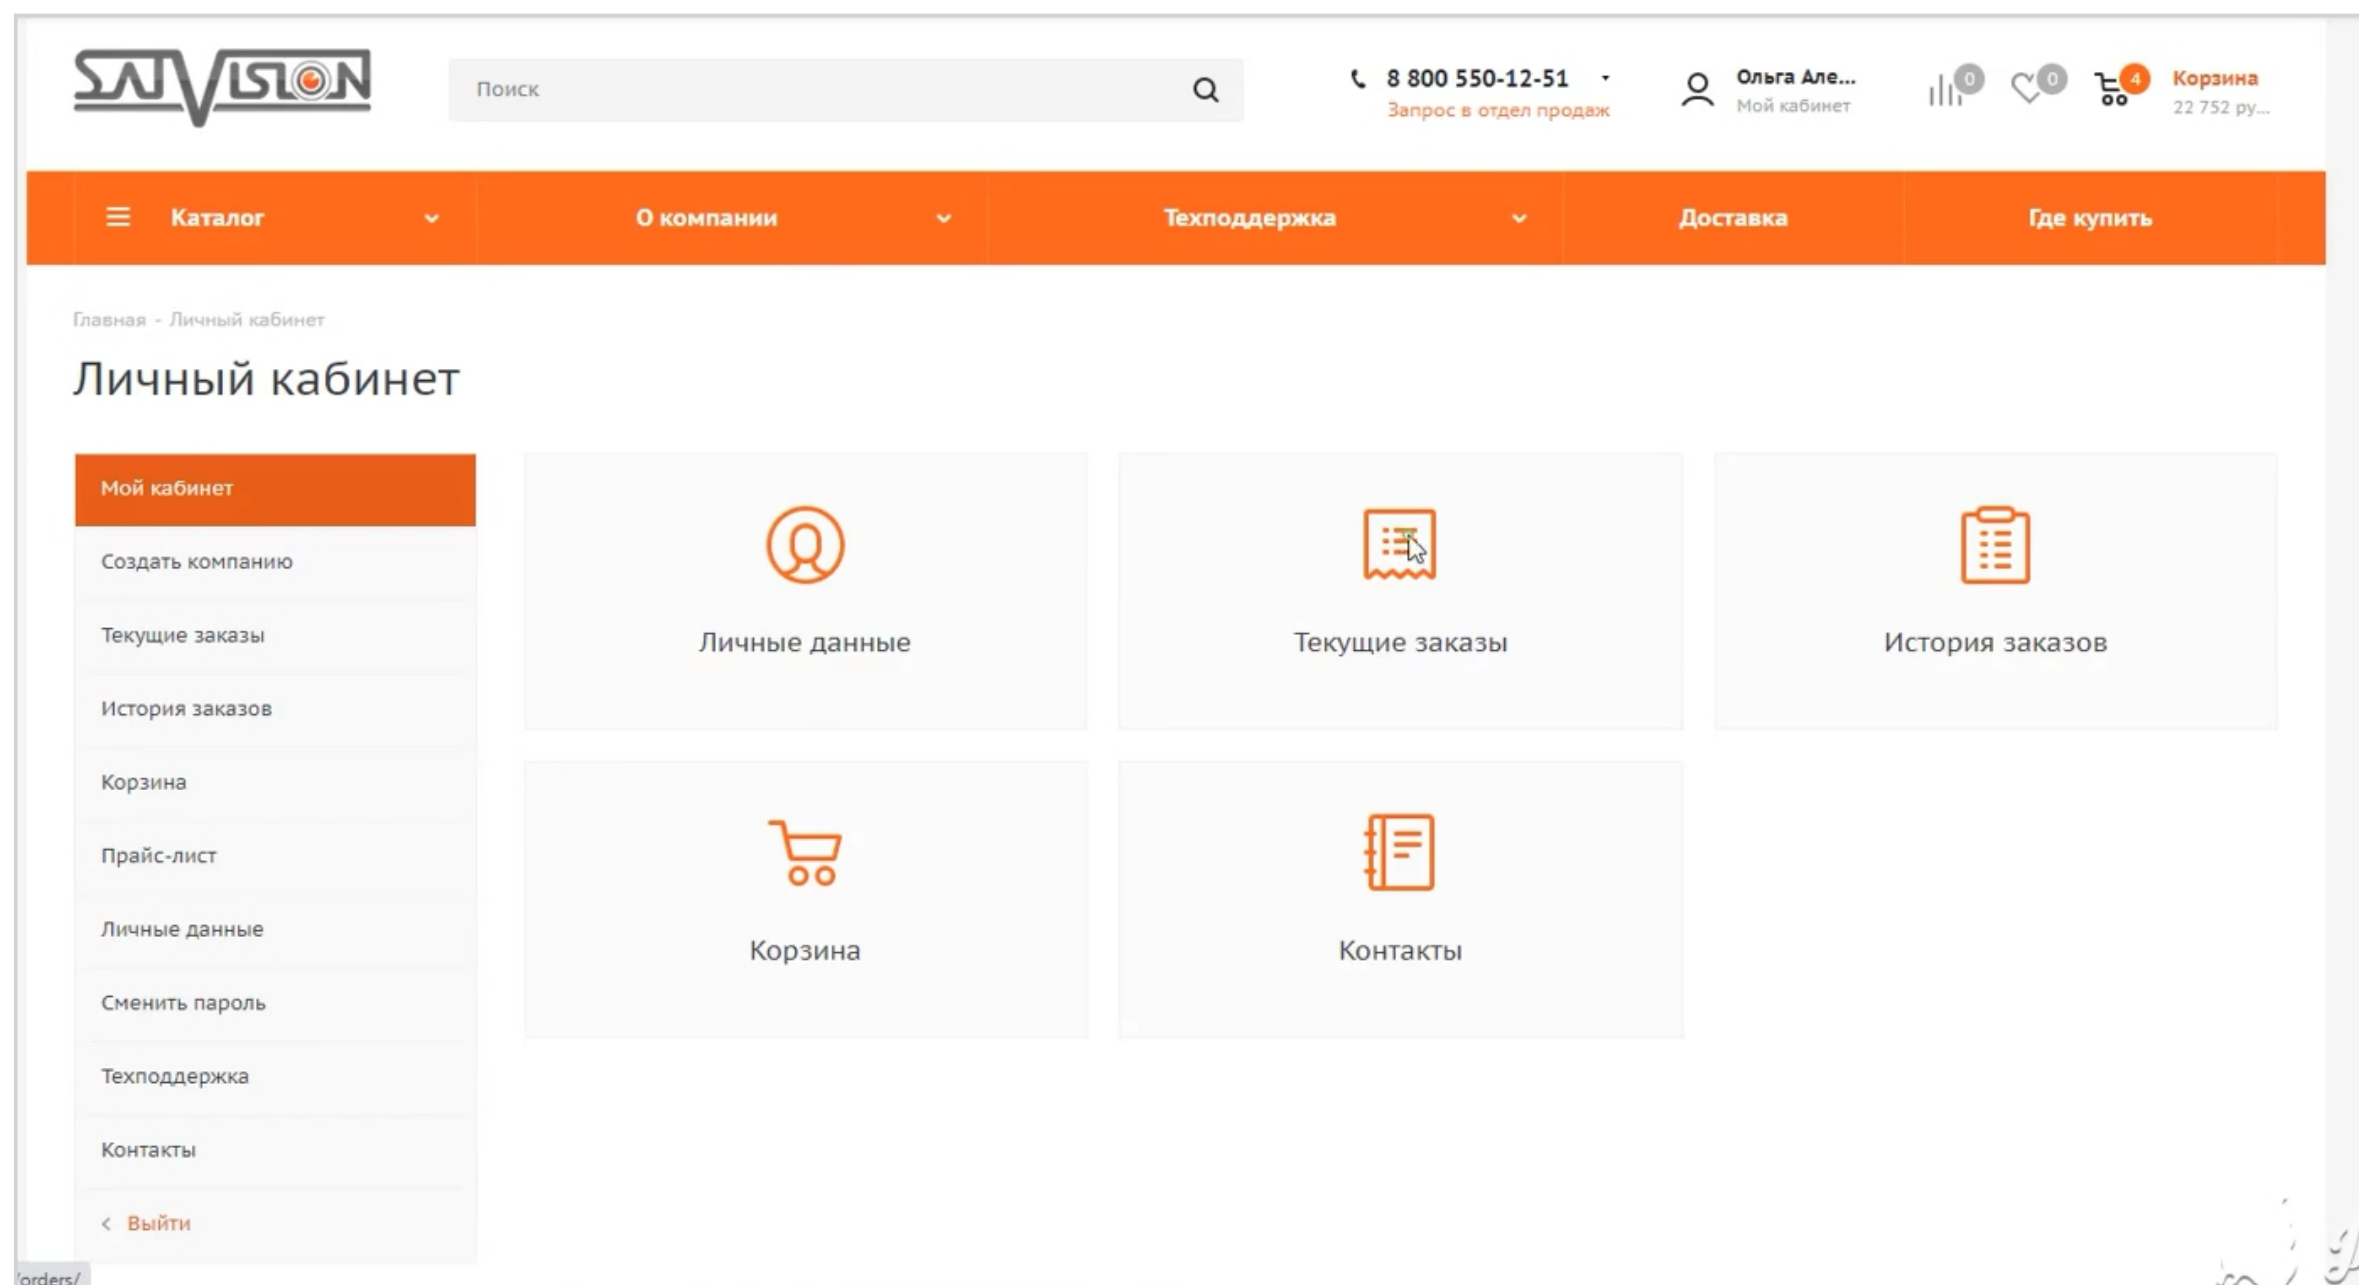 SATVISION
Поиск
8 800 550-12-51
Запрос в отдел продаж
Ольга Але...
Мой кабинет
0
0
4
Корзина
22 752 ру...
Каталог
О компании
Техподдержка
Доставка
Где купить
Главная - Личный кабинет
Личный кабинет
Мой кабинет
Создать компанию
Текущие заказы
История заказов
Корзина
Прайс-лист
Личные данные
Сменить пароль
Техподдержка
Контакты
Выйти
Личные данные
Текущие заказы
История заказов
Корзина
Контакты
/orders/